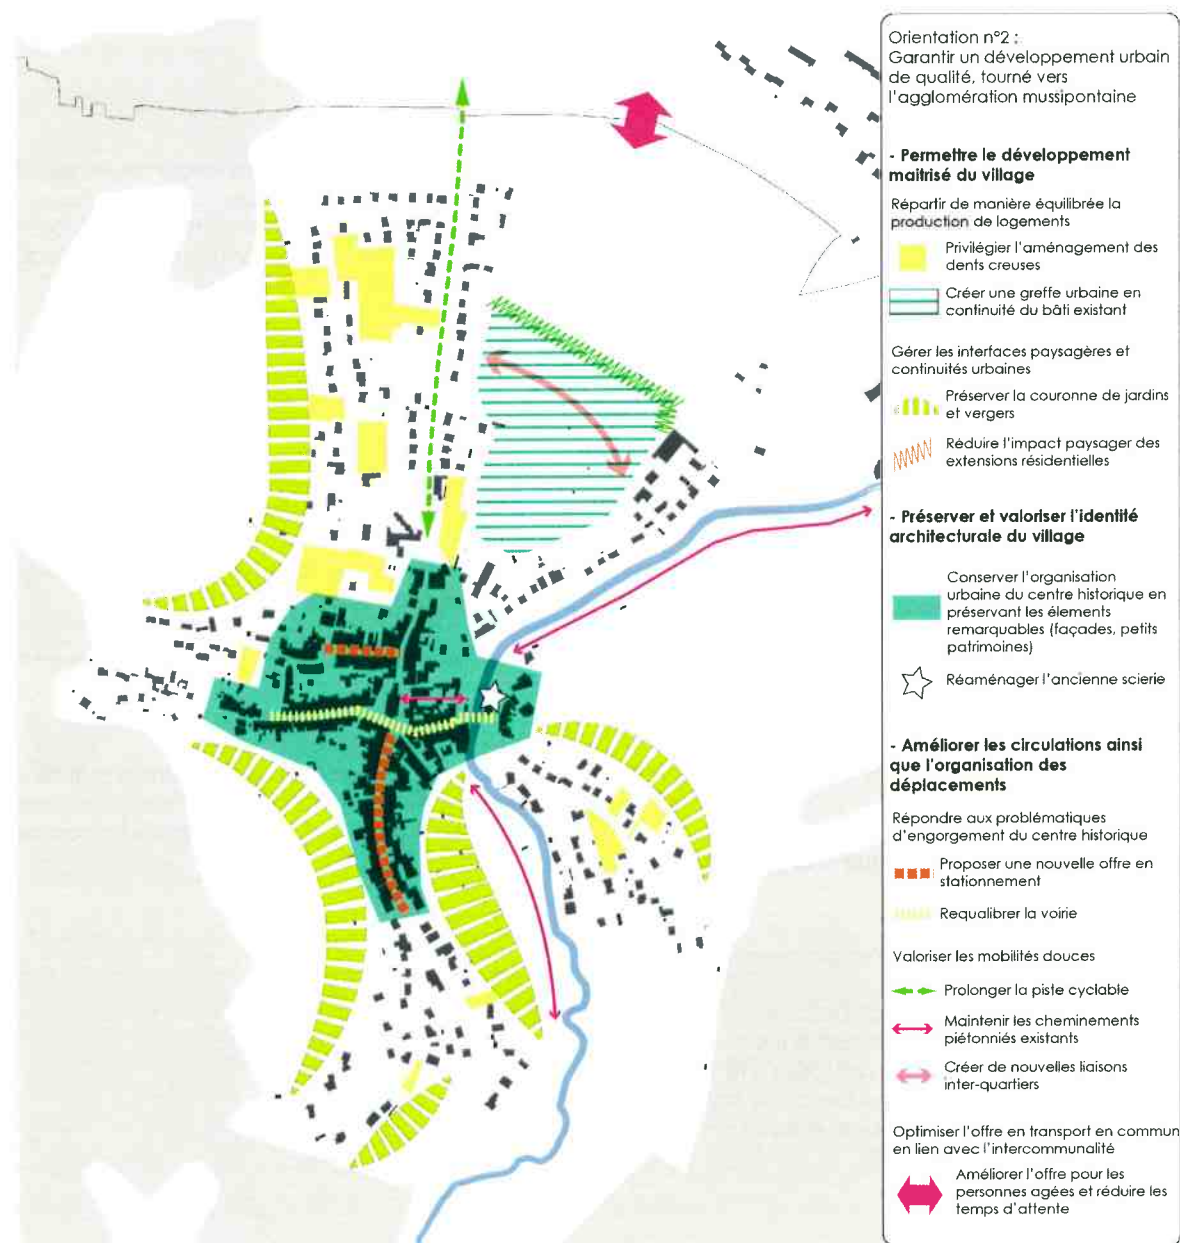 Orientation n°2 :
Garantir un développement urbain
de qualité, tourné vers
l'agglomération mussipontaine
- Permettre le développement
maitrisé du village
Répartir de manière équilibrée la
production de logements
Privilégier l'aménagement des
dents creuses
Créer une greffe urbaine en
continuité du bâti existant
Gérer les interfaces paysagères et
continuités urbaines
Préserver la couronne de jardins
et vergers
Réduire l'impact paysager des
extensions résidentielles
- Préserver et valoriser l'identité
architecturale du village
Conserver l'organisation
urbaine du centre historique en
préservant les élements
remarquables (façades, petits
patrimoines)
Réaménager l'ancienne scierie
- Améliorer les circulations ainsi
que l'organisation des
déplacements
Répondre aux problématiques
d'engorgement du centre historique
Proposer une nouvelle offre en
stationnement
Requalibrer la voirie
Valoriser les mobilités douces
Prolonger la piste cyclable
Maintenir les cheminements
piétonniés existants
Créer de nouvelles liaisons
inter-quartiers
Optimiser l'offre en transport en commun
en lien avec l'intercommunalité
Améliorer l'offre pour les
personnes agées et réduire les
temps d'attente